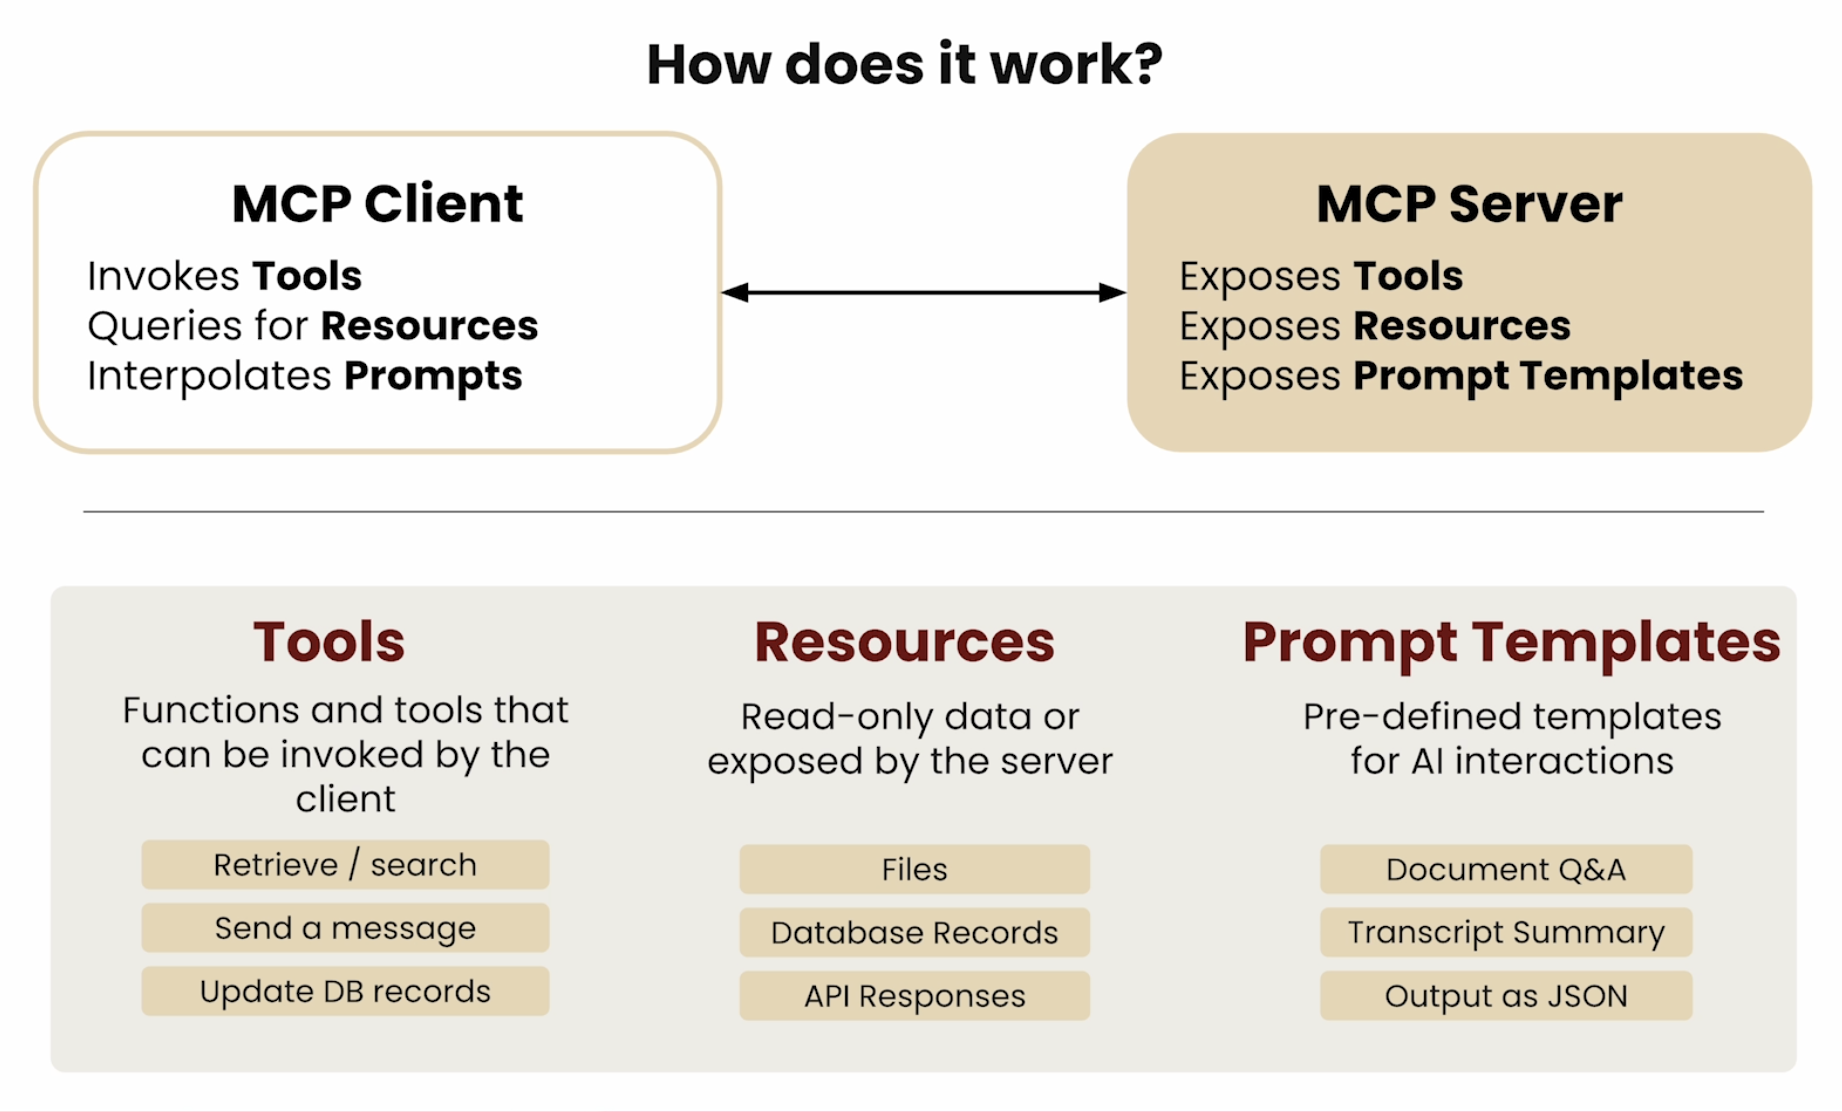 How does it work?
MCP Client
Invokes Tools
Queries for Resources
Interpolates Prompts
MCP Server
Exposes Tools
Exposes Resources
Exposes Prompt Templates
Tools
Functions and tools that
can be invoked by the
client
Retrieve / search
Send a message
Update DB records
Resources
Read-only data or
exposed by the server
Files
Database Records
API Responses
Prompt Templates
Pre-defined templates
for AI interactions
Document Q&A
Transcript Summary
Output as JSON